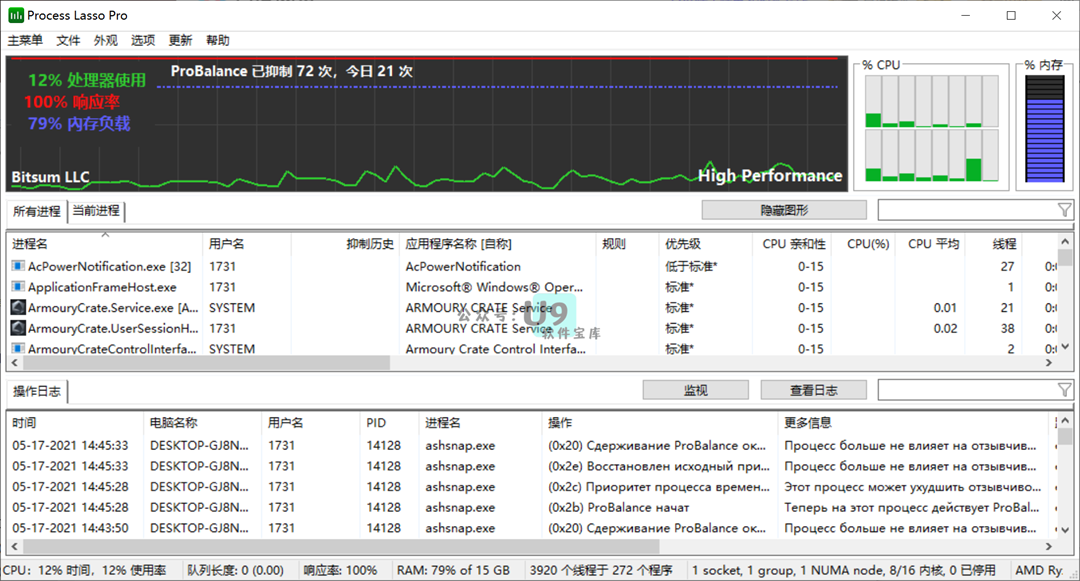 Process Lasso Pro
主菜单 文件 外观 选项 更新 帮助
12% 处理器使用
100% 响应率
79% 内存负载
ProBalance 已抑制 72 次，今日 21 次
Bitsum LLC
High Performance
% CPU
% 内存
所有进程 当前进程 隐藏图形
进程名 用户名 抑制历史 应用程序名称 [自称] 规则 优先级 CPU 亲和性 CPU(%) CPU 平均 线程
AcPowerNotification.exe [32] 1731 AcPowerNotification 低于标准* 0-15 27 0:
ApplicationFrameHost.exe 1731 Microsoft® Windows® Oper... 标准* 0-15 1 0:
ArmouryCrate.Service.exe [A... SYSTEM ARMOURY CRATE Service 标准* 0-15 0.01 21 0:
ArmouryCrate.UserSessionH... 1731 ARMOURY CRATE Service 标准* 0-15 0.02 38 0:
ArmouryCrateControlInterfa... SYSTEM Armoury Crate Control Interfa... 标准* 0-15 2 0:
公众号: U9
软件宝库
操作日志 监视 查看日志
时间 电脑名称 用户名 PID 进程名 操作 更多信息
05-17-2021 14:45:33 DESKTOP-GJ8N... 1731 14128 ashsnap.exe (0x20) Сдерживание ProBalance ок... Процесс больше не влияет на отзывчив...
05-17-2021 14:45:33 DESKTOP-GJ8N... 1731 14128 ashsnap.exe (0x2e) Восстановлен исходный при... Процесс больше не влияет на отзывчив...
05-17-2021 14:45:28 DESKTOP-GJ8N... 1731 14128 ashsnap.exe (0x2c) Приоритет процесса времен... Этот процесс может ухудшить отзывчиво...
05-17-2021 14:45:28 DESKTOP-GJ8N... 1731 14128 ashsnap.exe (0x2b) ProBalance начат Теперь на этот процесс действует ProBal...
05-17-2021 14:43:50 DESKTOP-GJ8N... 1731 14128 ashsnap.exe (0x20) Сдерживание ProBalance ок... Процесс больше не влияет на отзывчив...
CPU: 12% 时间，12% 使用率 队列长度: 0 (0.00) 响应率: 100% RAM: 79% of 15 GB 3920 个线程于 272 个程序 1 socket, 1 group, 1 NUMA node, 8/16 内核, 0 已停用 AMD Ry